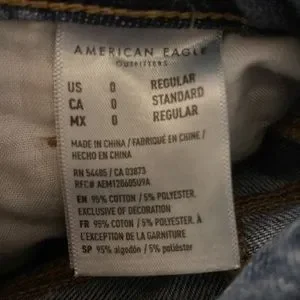 AMERICAN EAGLE
OUTFITTERS
US 0 REGULAR
CA 0 STANDARD
MX 0 REGULAR
MADE IN CHINA / FABRIQUÉ EN CHINE /
HECHO EN CHINA
RN 54485 / CA 03873
RFC# AEM120605U9A
EN 95% COTTON / 5% POLYESTER.
EXCLUSIVE OF DECORATION
FR 95% COTON / 5% POLYESTER. À
L'EXCEPTION DE LA GARNITURE
SP 95% algodón / 5% poliéster